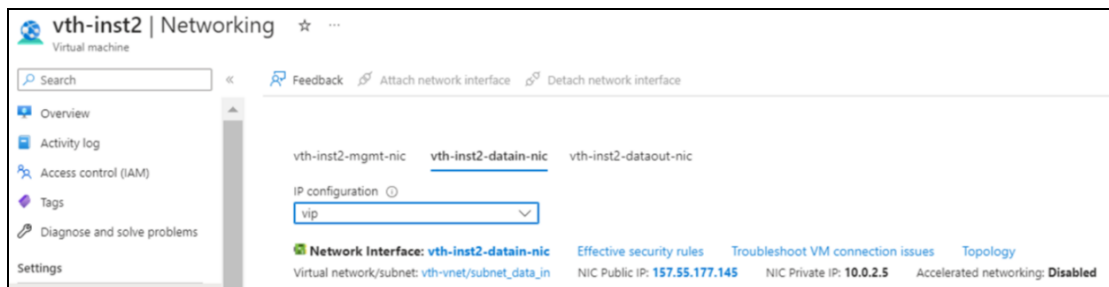 vth-inst2 | Networking ☆ ...
Virtual machine
Search «
Feedback Attach network interface Detach network interface
Overview
Activity log
Access control (IAM)
Tags
Diagnose and solve problems
Settings
vth-inst2-mgmt-nic vth-inst2-datain-nic vth-inst2-dataout-nic
IP configuration
vip
Network Interface: vth-inst2-datain-nic Effective security rules Troubleshoot VM connection issues Topology
Virtual network/subnet: vth-vnet/subnet_data_in NIC Public IP: 157.55.177.145 NIC Private IP: 10.0.2.5 Accelerated networking: Disabled